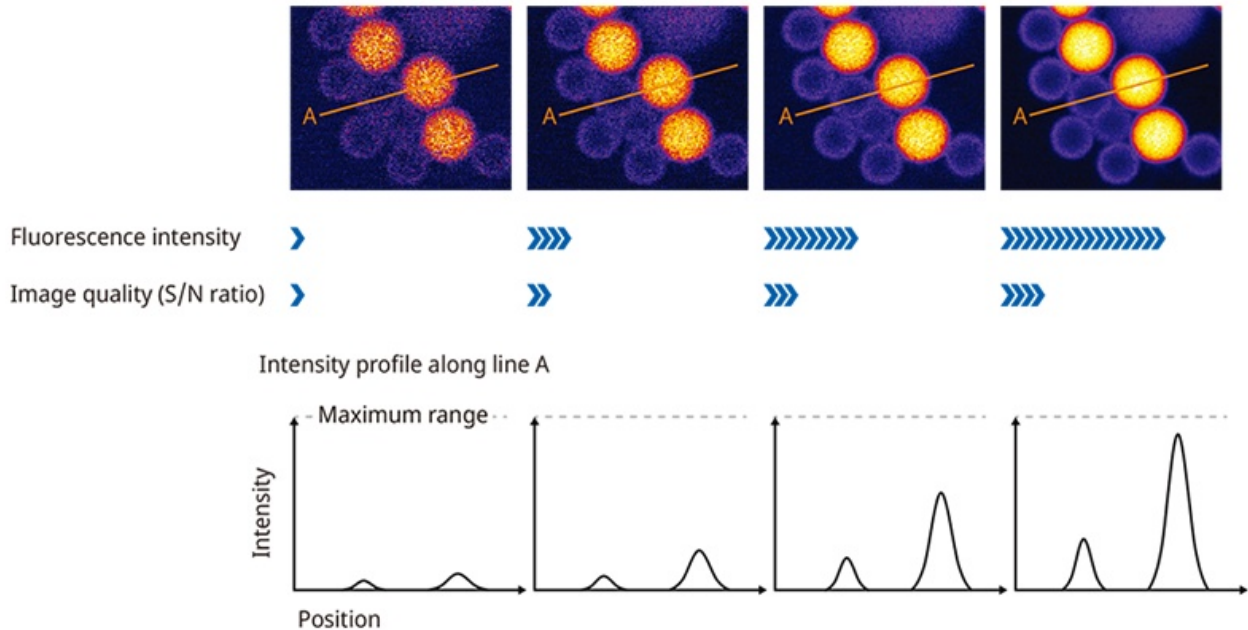 A
A
A
A
Fluorescence intensity
Image quality (S/N ratio)
Intensity profile along line A
Maximum range
Intensity
Position